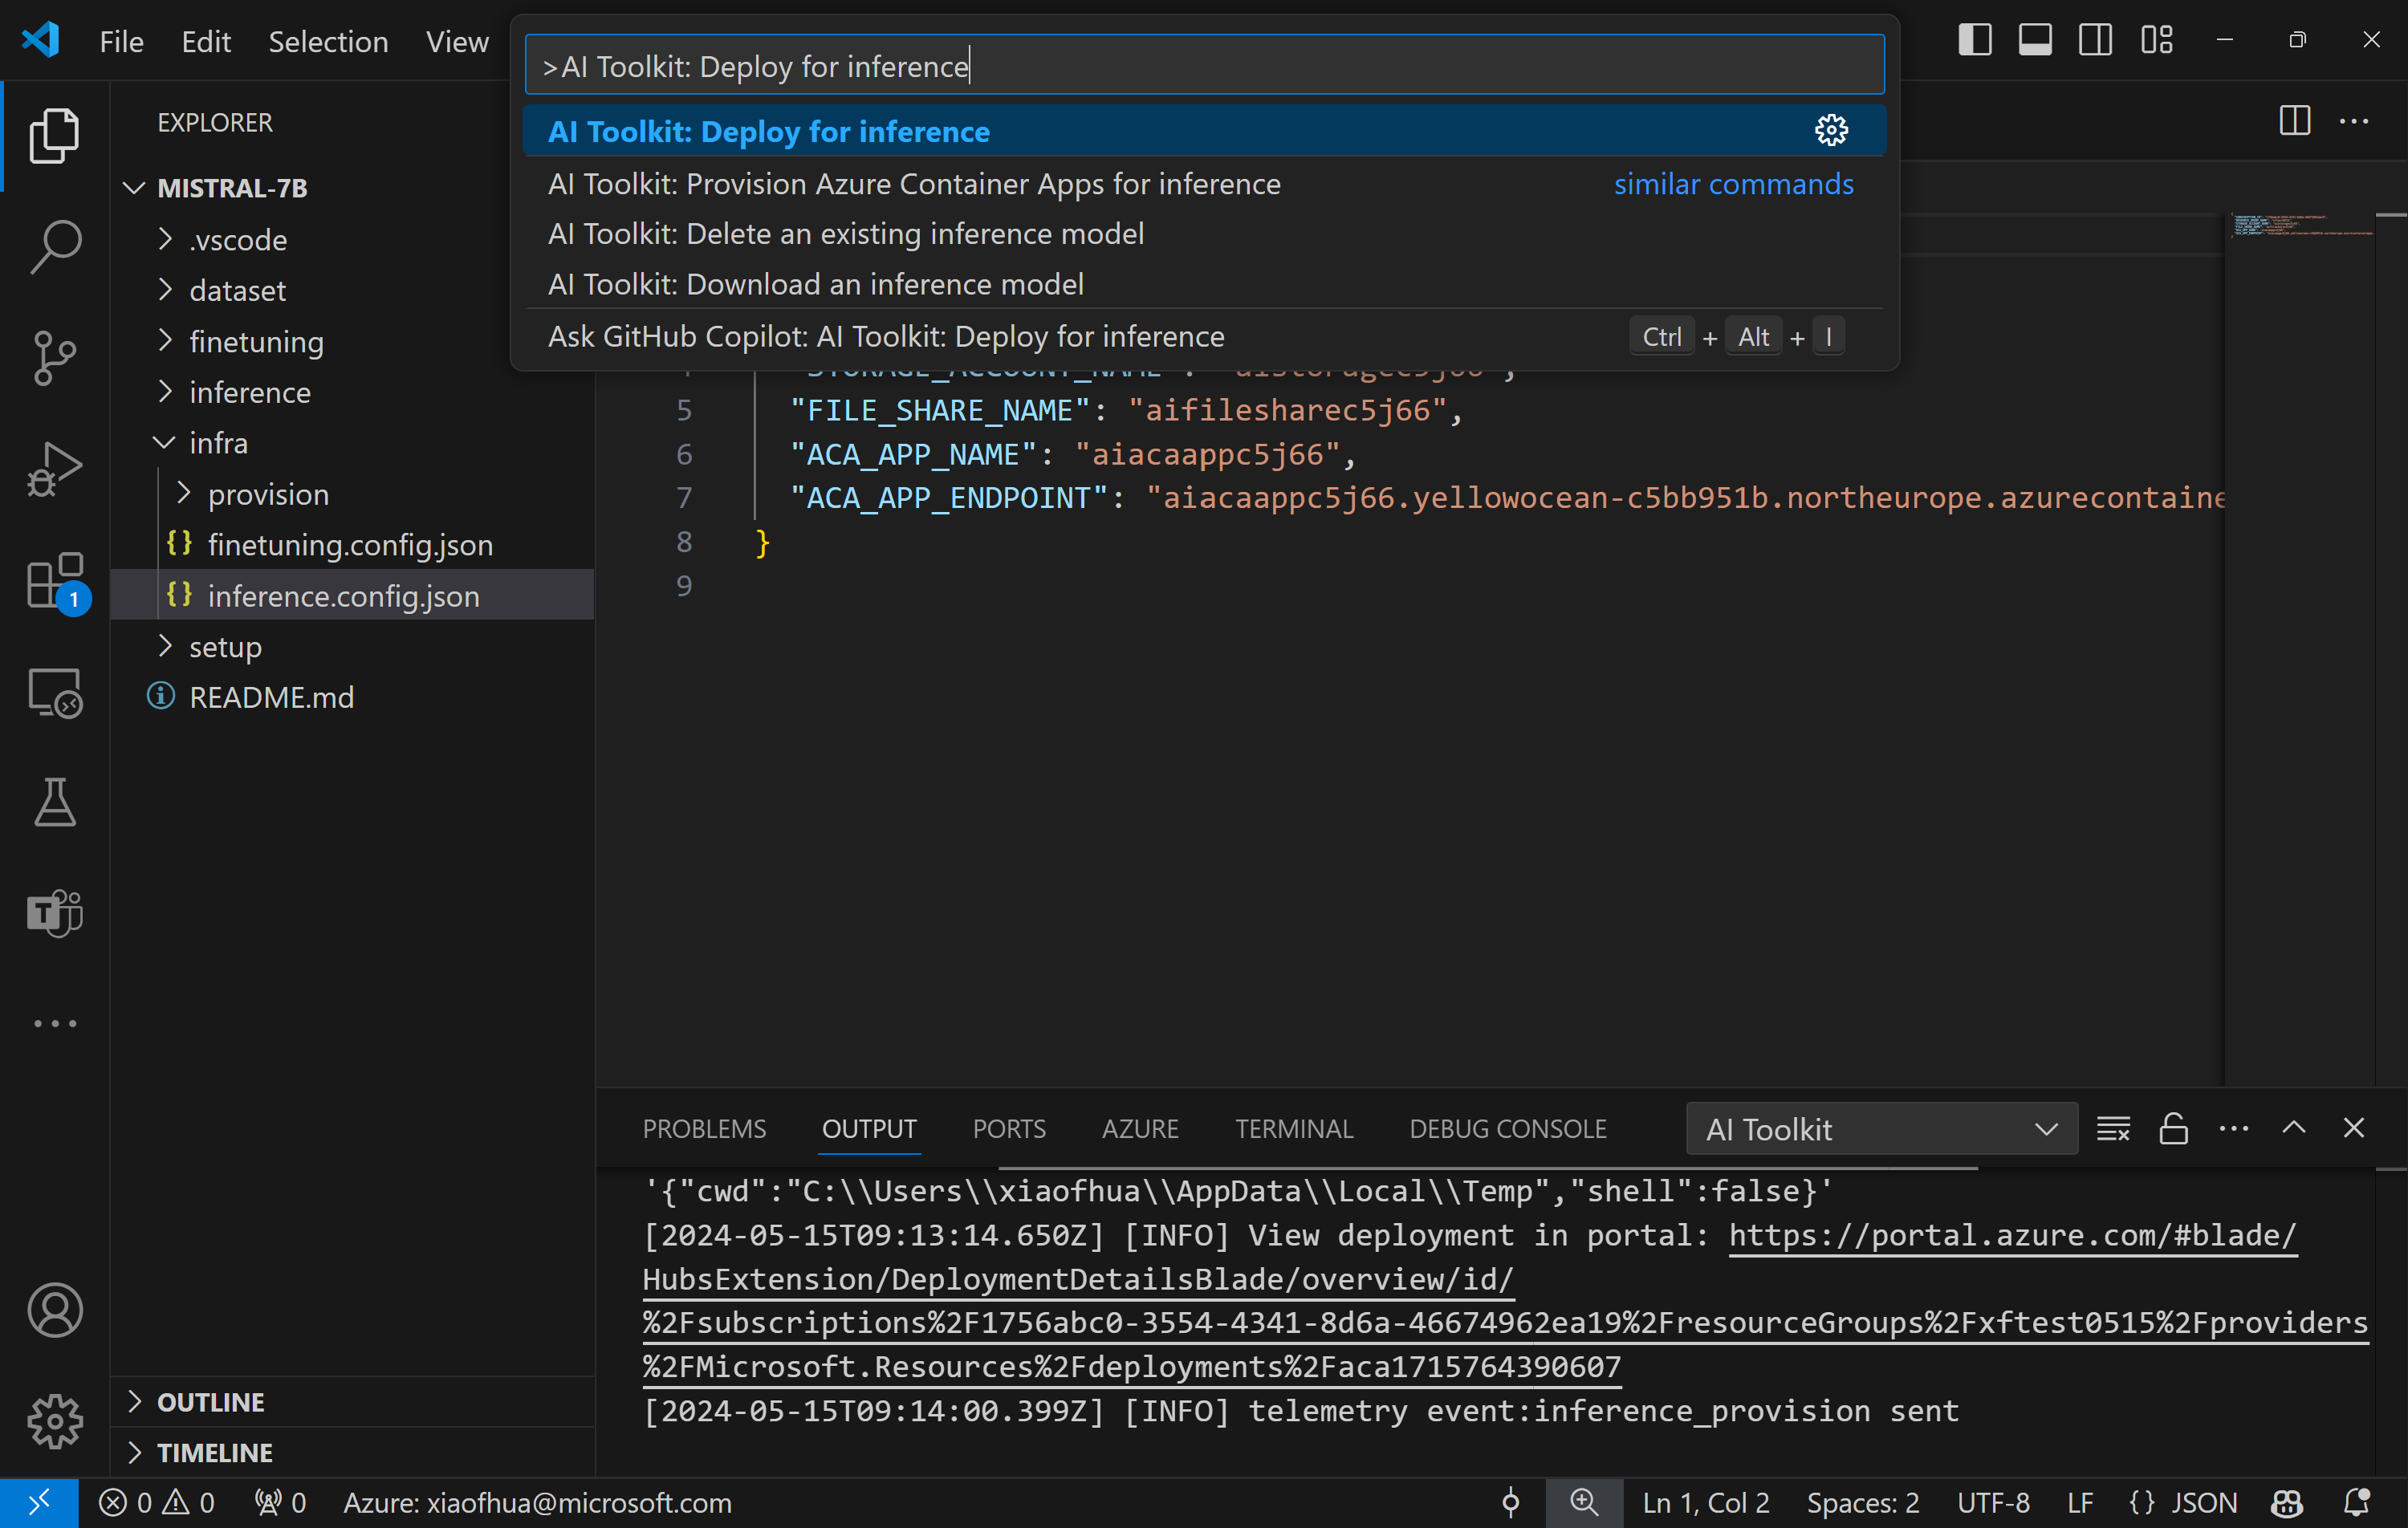 File Edit Selection View
>AI Toolkit: Deploy for inference
AI Toolkit: Deploy for inference
AI Toolkit: Provision Azure Container Apps for inference similar commands
AI Toolkit: Delete an existing inference model
AI Toolkit: Download an inference model
Ask GitHub Copilot: AI Toolkit: Deploy for inference Ctrl + Alt + I
EXPLORER
MISTRAL-7B
.vscode
dataset
finetuning
inference
infra
provision
finetuning.config.json
inference.config.json
setup
README.md
OUTLINE
TIMELINE
1
5 "FILE_SHARE_NAME": "aifilesharec5j66",
6 "ACA_APP_NAME": "aiacaappc5j66",
7 "ACA_APP_ENDPOINT": "aiacaappc5j66.yellowocean-c5bb951b.northeurope.azurecontaine
8 }
9
PROBLEMS OUTPUT PORTS AZURE TERMINAL DEBUG CONSOLE AI Toolkit
'{"cwd":"C:\\Users\\xiaofhua\\AppData\\Local\\Temp","shell":false}'
[2024-05-15T09:13:14.650Z] [INFO] View deployment in portal: https://portal.azure.com/#blade/
HubsExtension/DeploymentDetailsBlade/overview/id/
%2Fsubscriptions%2F1756abc0-3554-4341-8d6a-46674962ea19%2FresourceGroups%2Fxftest0515%2Fproviders
%2FMicrosoft.Resources%2Fdeployments%2Faca1715764390607
[2024-05-15T09:14:00.399Z] [INFO] telemetry event:inference_provision sent
0 0 0 Azure: xiaofhua@microsoft.com Ln 1, Col 2 Spaces: 2 UTF-8 LF {} JSON